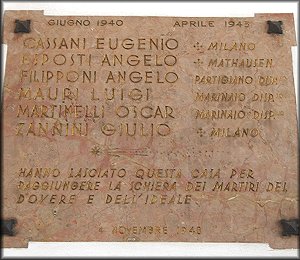 GIUGNO 1940 APRILE 1945
CASSANI EUGENIO ✢ MILANO
ESPOSTI ANGELO ✢ MATHAUSEN
FILIPPONI ANGELO PARTIGIANO DISP.
MAURI LUIGI MARINAIO DISP.
MARTINELLI OSCAR MARINAIO DISP.
ZANNINI GIULIO ✢ MILANO
HANNO LASCIATO QUESTA CASA PER
RAGGIUNGERE LA SCHIERA DEI MARTIRI DEL
DOVERE E DELL'IDEALE
4 NOVEMBRE 1948